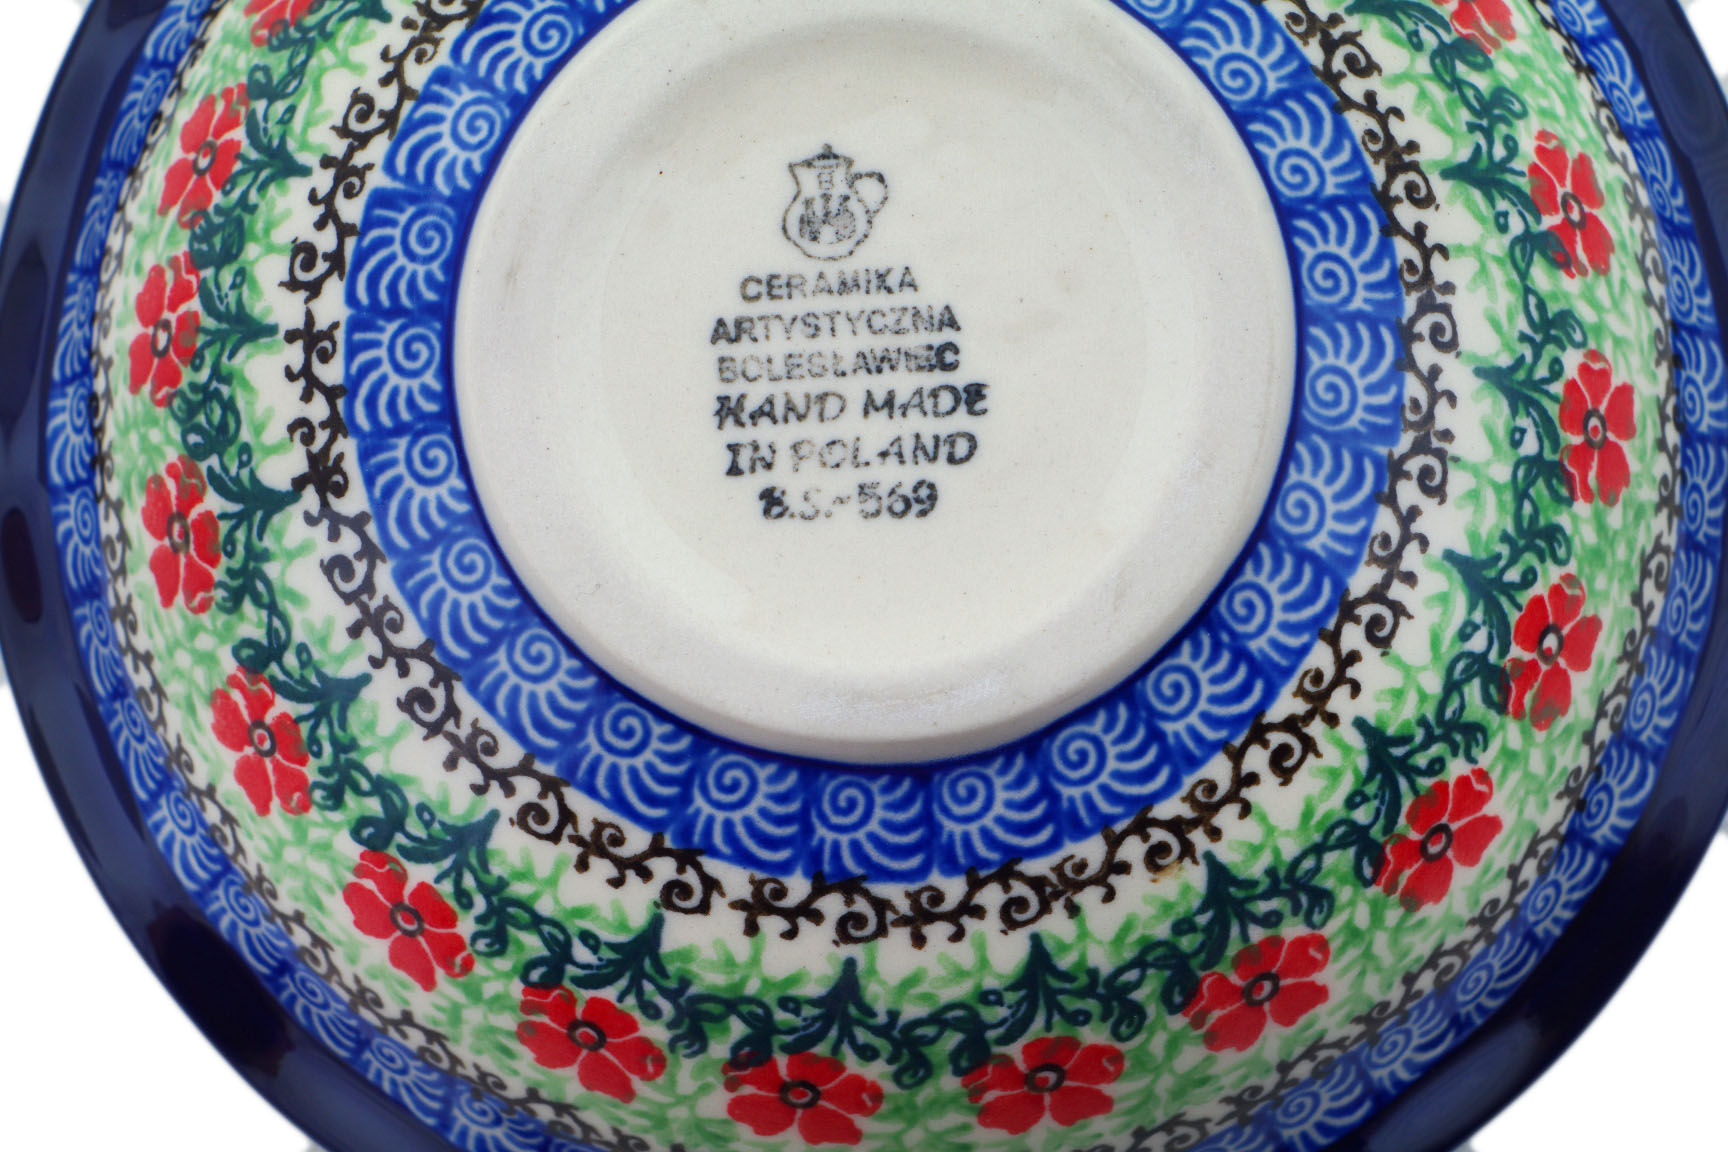 CERAMIKA
ARTYSTYCZNA
BOLESŁAWIEC
HAND MADE
IN POLAND
B.S.-569